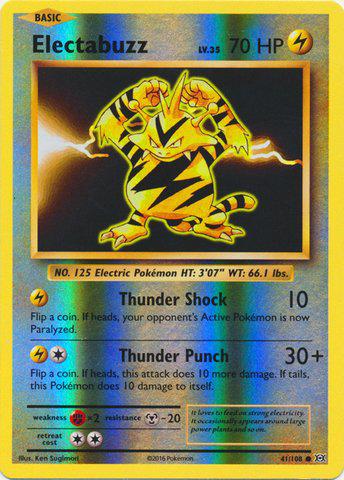 BASIC
Electabuzz LV.35 70 HP
NO. 125 Electric Pokémon HT: 3'07" WT: 66.1 lbs.
Thunder Shock 10
Flip a coin. If heads, your opponent's Active Pokémon is now
Paralyzed.
Thunder Punch 30+
Flip a coin. If heads, this attack does 10 more damage. If tails,
this Pokémon does 10 damage to itself.
weakness ×2 resistance -20
retreat
cost
It loves to feed on strong electricity.
It occasionally appears around large
power plants and so on.
Illus. Ken Sugimori ©2016 Pokémon 41/108